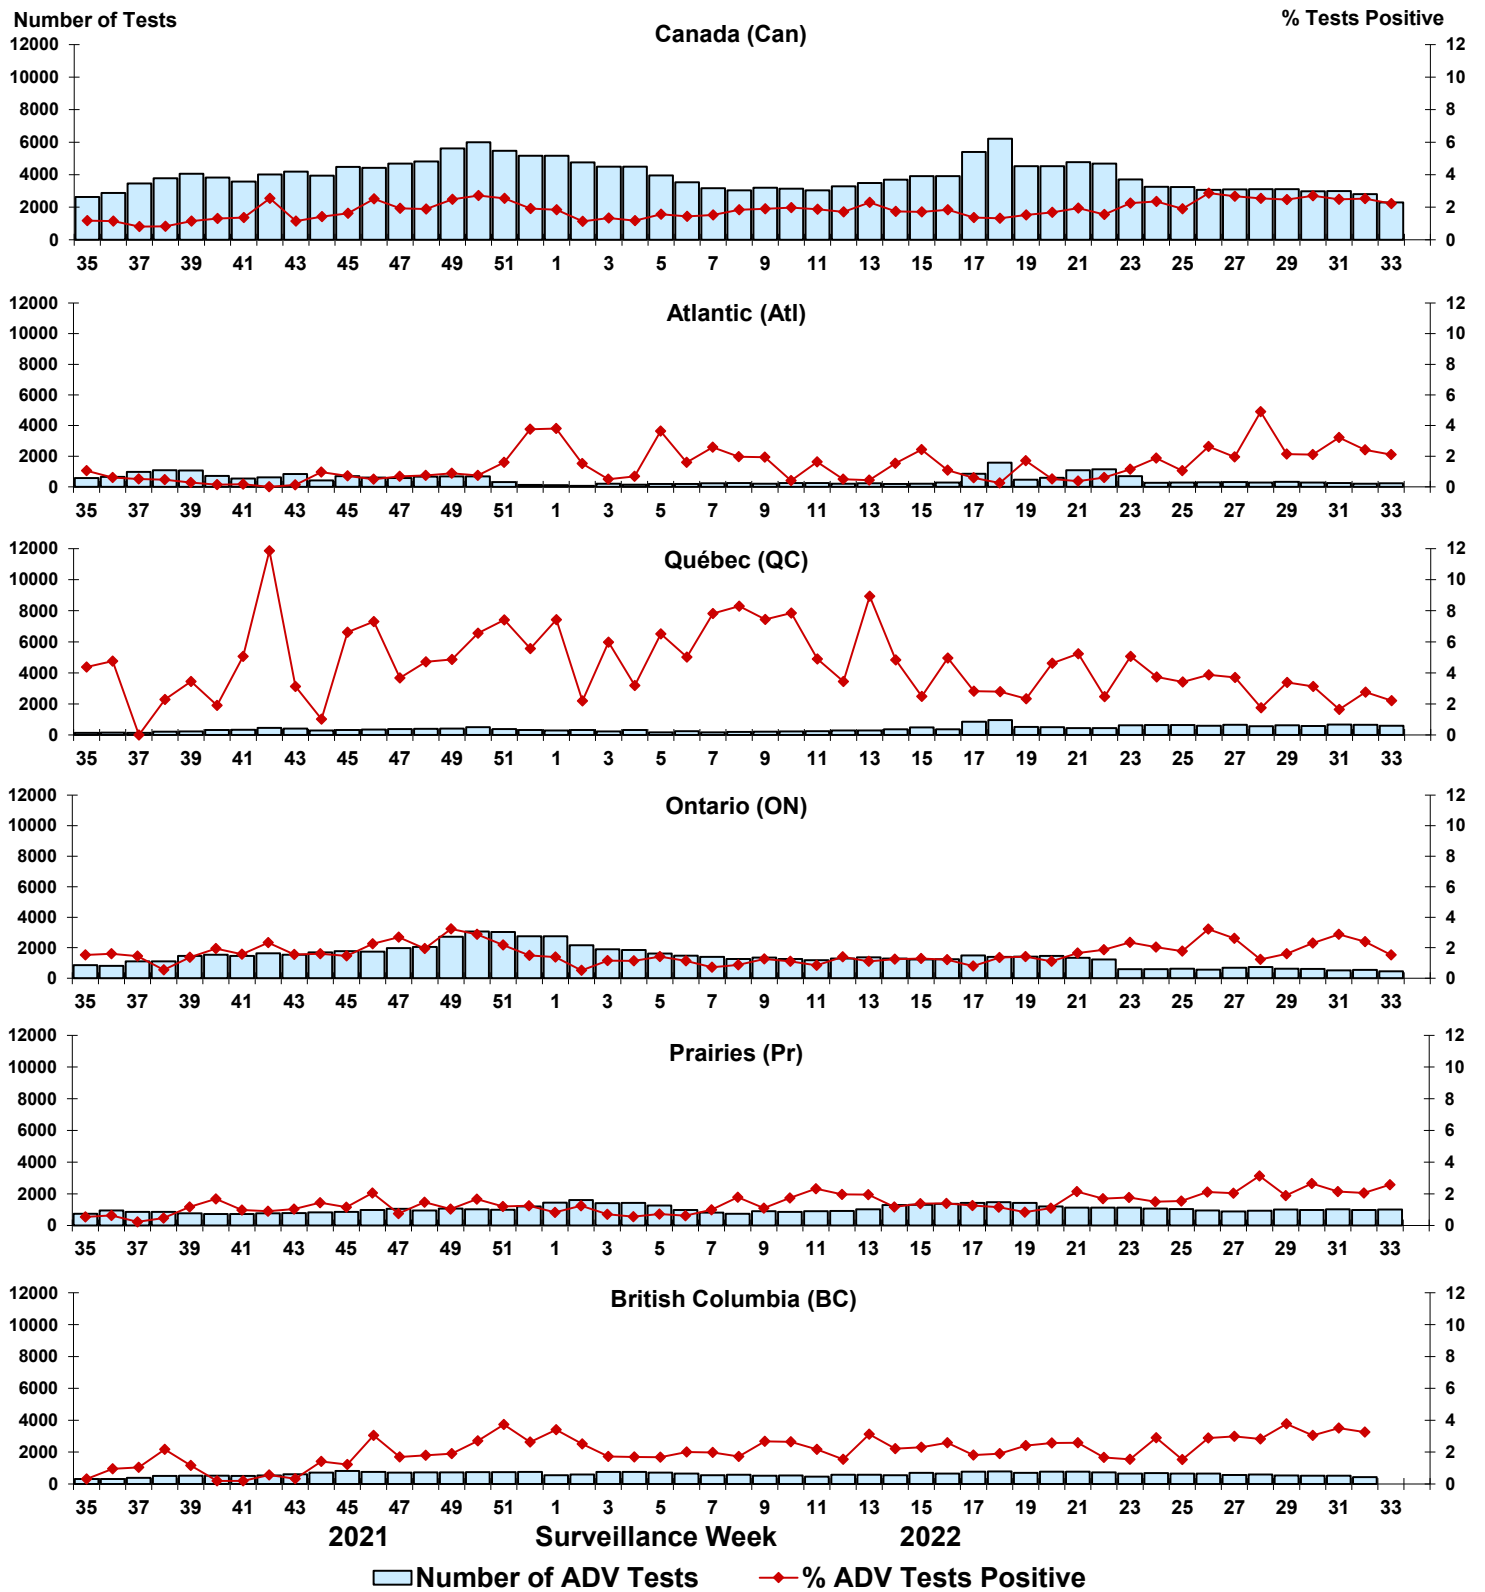 Number of Tests
% Tests Positive
Canada (Can)
12000 12
10000 10
8000 8
6000 6
4000 4
2000 2
0 0
35 37 39 41 43 45 47 49 51 1 3 5 7 9 11 13 15 17 19 21 23 25 27 29 31 33
Atlantic (Atl)
12000 12
10000 10
8000 8
6000 6
4000 4
2000 2
0 0
35 37 39 41 43 45 47 49 51 1 3 5 7 9 11 13 15 17 19 21 23 25 27 29 31 33
Québec (QC)
12000 12
10000 10
8000 8
6000 6
4000 4
2000 2
0 0
35 37 39 41 43 45 47 49 51 1 3 5 7 9 11 13 15 17 19 21 23 25 27 29 31 33
Ontario (ON)
12000 12
10000 10
8000 8
6000 6
4000 4
2000 2
0 0
35 37 39 41 43 45 47 49 51 1 3 5 7 9 11 13 15 17 19 21 23 25 27 29 31 33
Prairies (Pr)
12000 12
10000 10
8000 8
6000 6
4000 4
2000 2
0 0
35 37 39 41 43 45 47 49 51 1 3 5 7 9 11 13 15 17 19 21 23 25 27 29 31 33
British Columbia (BC)
12000 12
10000 10
8000 8
6000 6
4000 4
2000 2
0 0
35 37 39 41 43 45 47 49 51 1 3 5 7 9 11 13 15 17 19 21 23 25 27 29 31 33
2021 Surveillance Week 2022
Number of ADV Tests % ADV Tests Positive